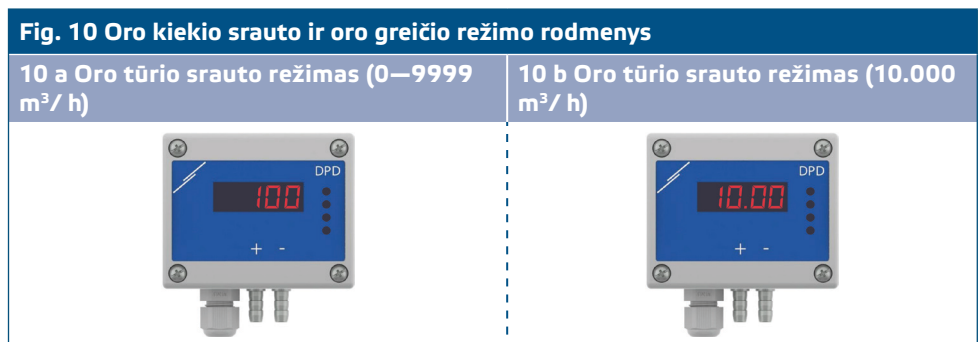 Fig. 10 Oro kiekio srauto ir oro greičio režimo rodmenys
10 a Oro tūrio srauto režimas (0—9999
m³/ h)
10 b Oro tūrio srauto režimas (10.000
m³/ h)
DPD
100
+ -
DPD
10.00
+ -